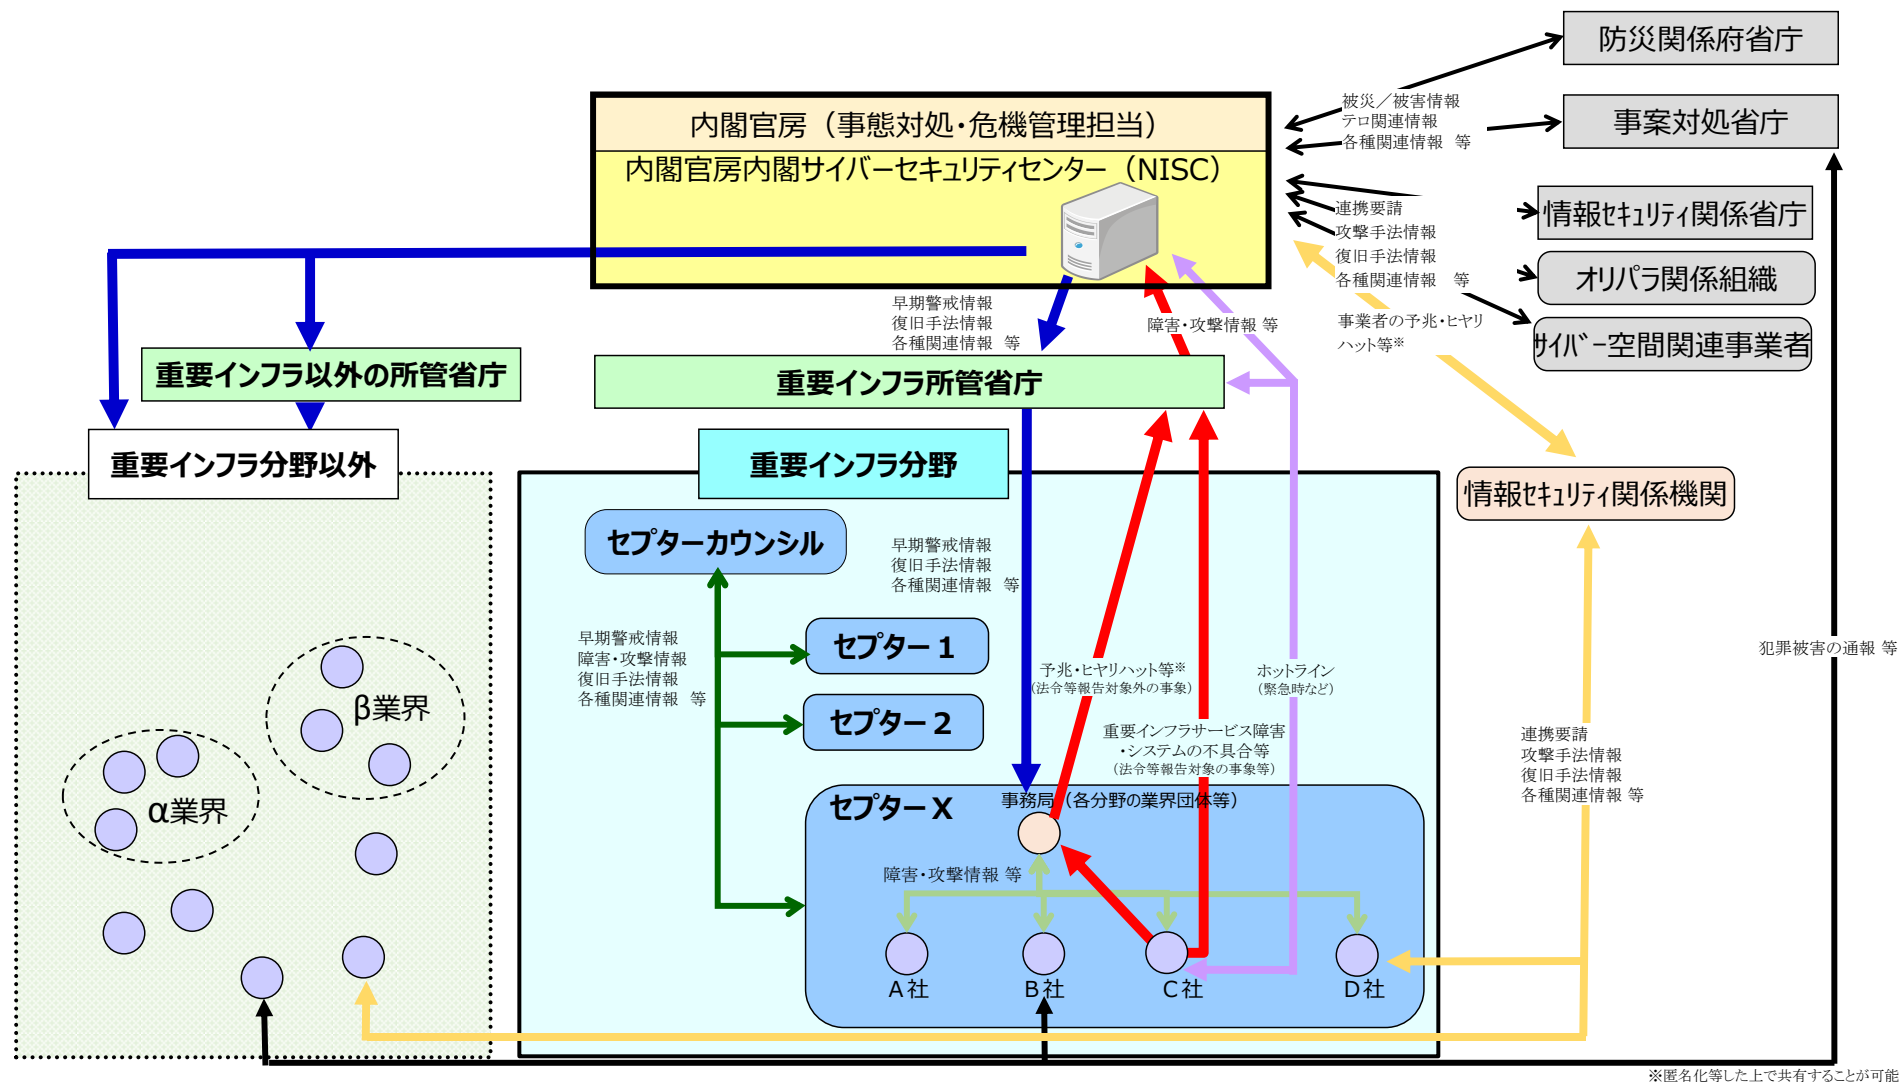 防災関係府省庁
被災／被害情報
テロ関連情報
各種関連情報　等
事案対処省庁
内閣官房（事態対処・危機管理担当）
内閣官房内閣サイバーセキュリティセンター（NISC）
連携要請
攻撃手法情報
復旧手法情報
各種関連情報　等
情報ｾｷｭﾘﾃｨ関係省庁
オリパラ関係組織
ｻｲﾊﾞｰ空間関連事業者
早期警戒情報
復旧手法情報
各種関連情報　等
障害・攻撃情報 等
事業者の予兆・ヒヤリ
ハット等※
重要インフラ以外の所管省庁
重要インフラ所管省庁
重要インフラ分野以外
重要インフラ分野
情報ｾｷｭﾘﾃｨ関係機関
セプターカウンシル
早期警戒情報
復旧手法情報
各種関連情報　等
早期警戒情報
障害・攻撃情報
復旧手法情報
各種関連情報　等
セプター１
セプター２
予兆・ヒヤリハット等※
（法令等報告対象外の事象）
ホットライン
（緊急時など）
犯罪被害の通報 等
重要インフラサービス障害
・システムの不具合等
（法令等報告対象の事象等）
連携要請
攻撃手法情報
復旧手法情報
各種関連情報 等
β業界
α業界
セプターＸ
事務局（各分野の業界団体等）
障害・攻撃情報 等
Ａ社
Ｂ社
Ｃ社
Ｄ社
※匿名化等した上で共有することが可能